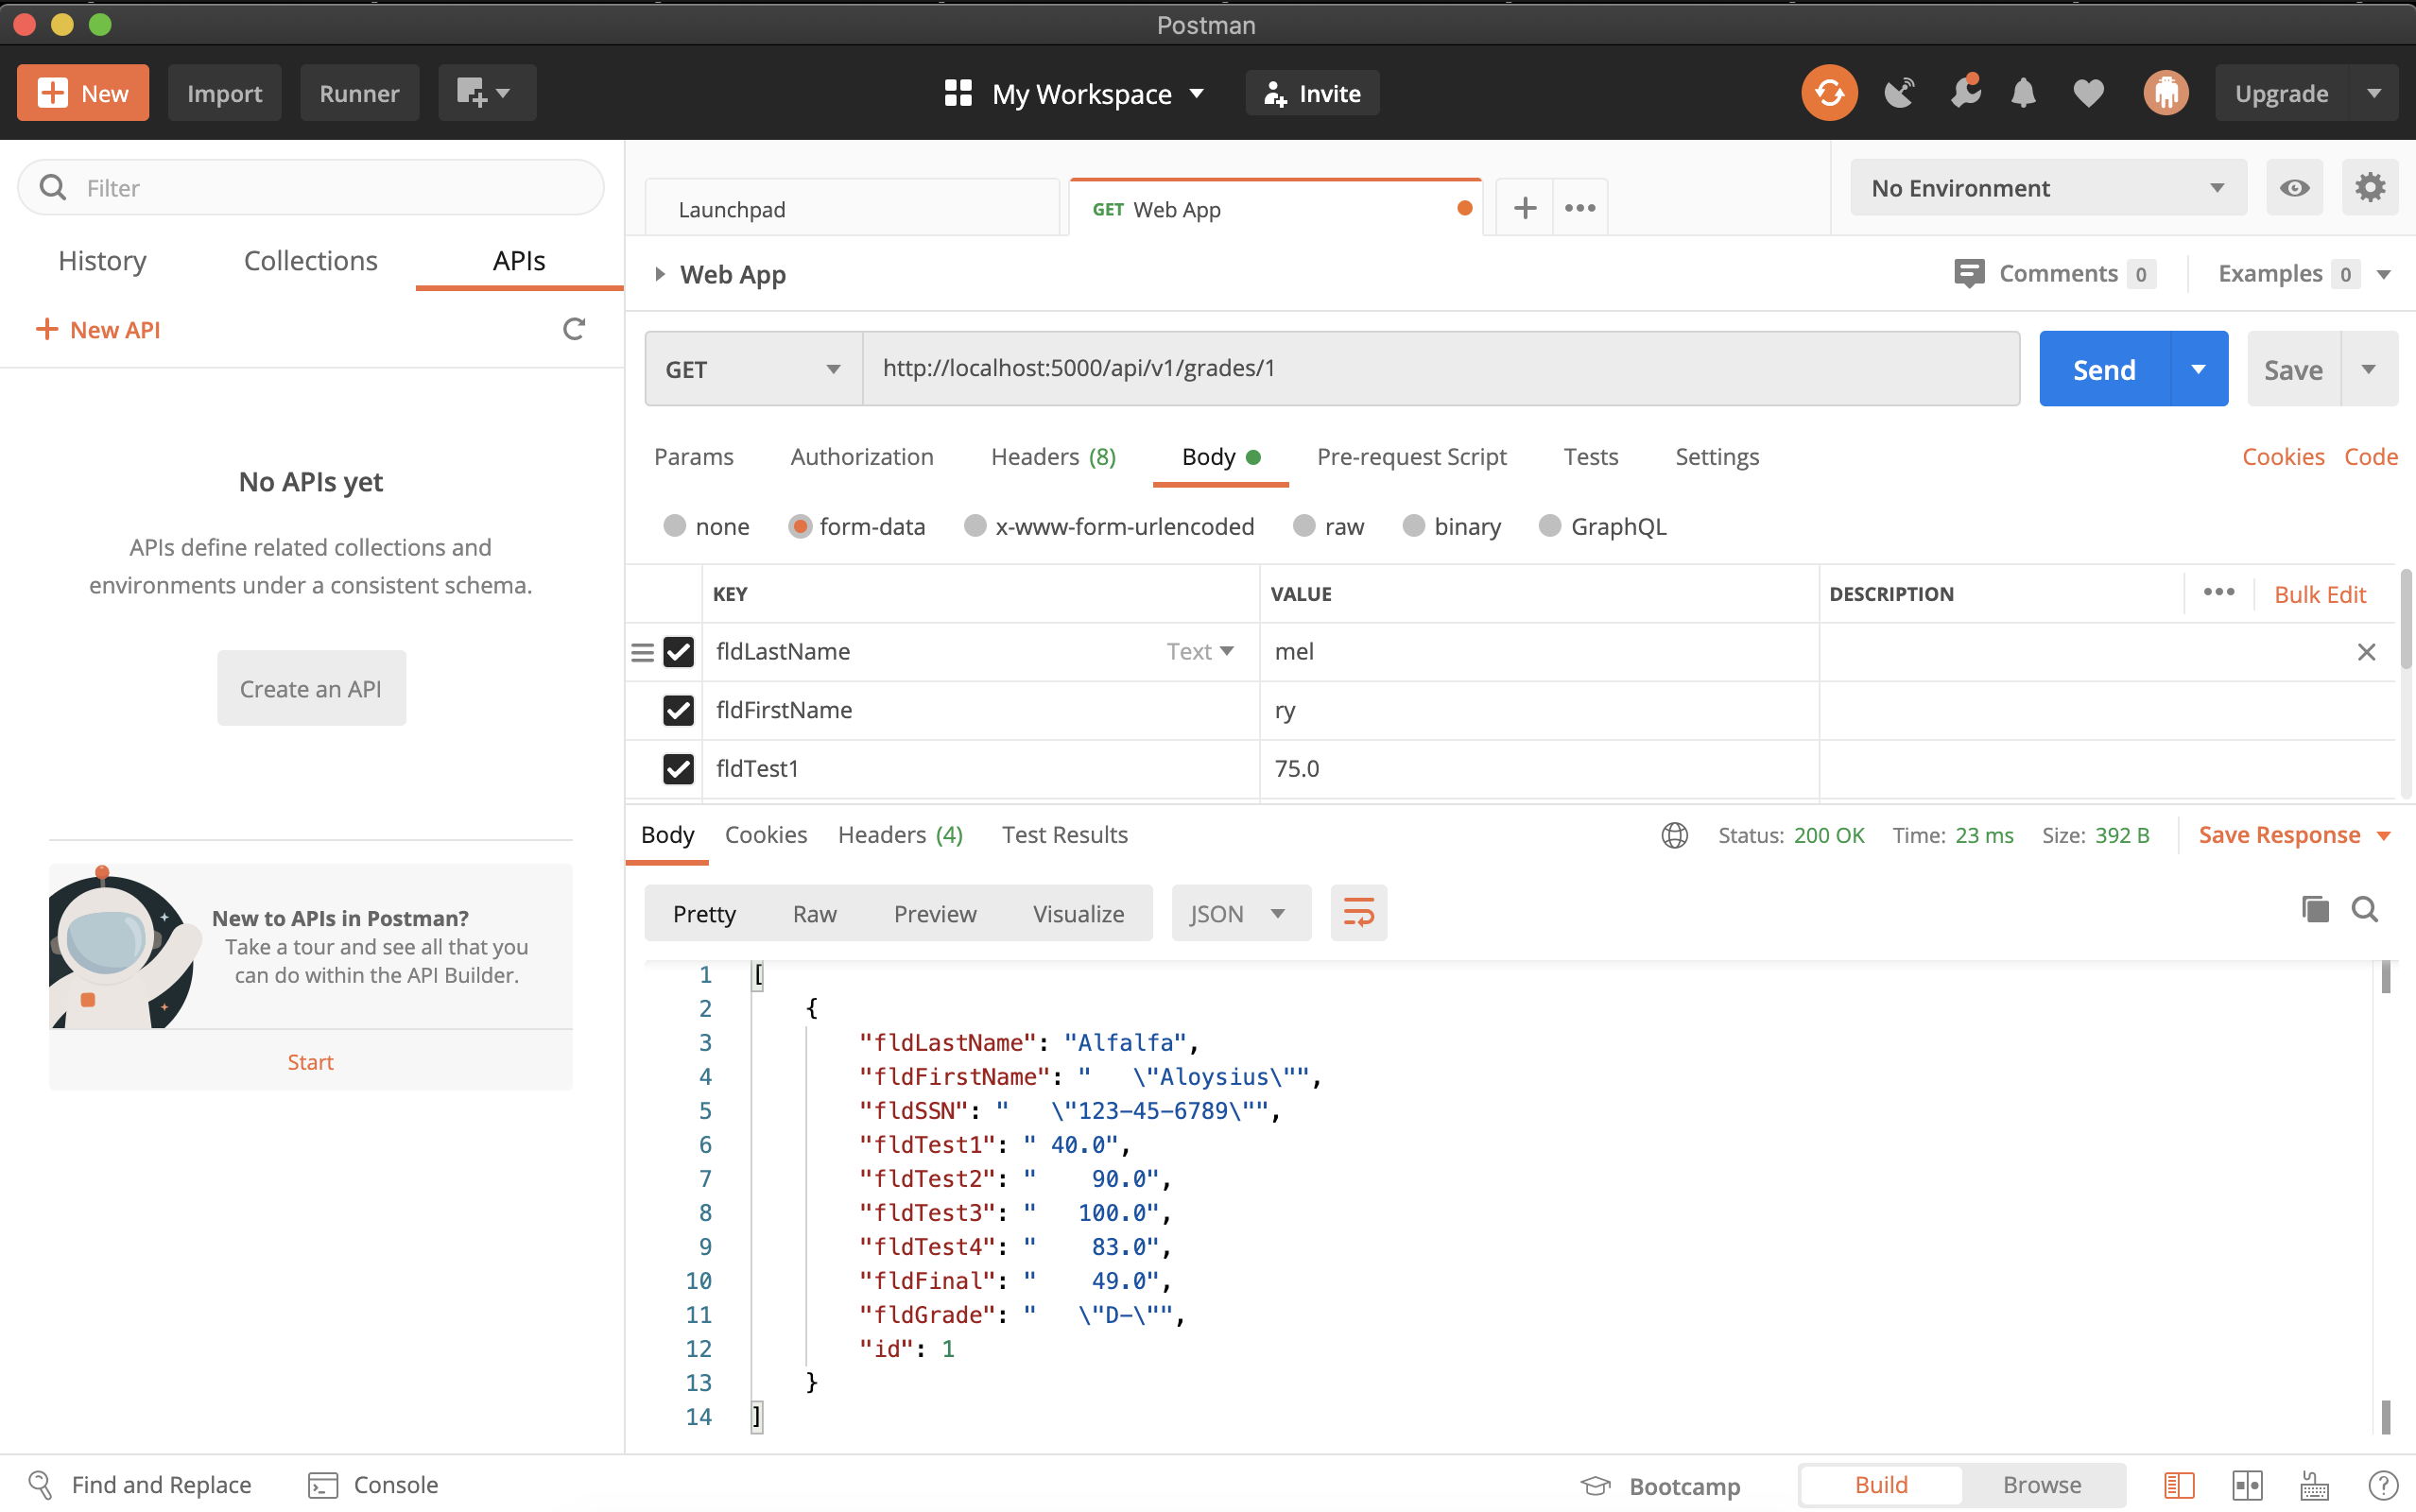 Postman
New Import Runner My Workspace Invite Upgrade
Filter
History Collections APIs
New API
No APIs yet
APIs define related collections and
environments under a consistent schema.
Create an API
New to APIs in Postman?
Take a tour and see all that you
can do within the API Builder.
Start
Launchpad GET Web App No Environment
Web App Comments 0 Examples 0
GET http://localhost:5000/api/v1/grades/1 Send Save
Params Authorization Headers (8) Body Pre-request Script Tests Settings Cookies Code
none form-data x-www-form-urlencoded raw binary GraphQL
KEY VALUE DESCRIPTION Bulk Edit
fldLastName Text mel
fldFirstName ry
fldTest1 75.0
Body Cookies Headers (4) Test Results Status: 200 OK Time: 23 ms Size: 392 B Save Response
Pretty Raw Preview Visualize JSON
1 [
2 {
3 "fldLastName": "Alfalfa",
4 "fldFirstName": "   \"Aloysius\"",
5 "fldSSN": "   \"123-45-6789\"",
6 "fldTest1": " 40.0",
7 "fldTest2": "    90.0",
8 "fldTest3": "   100.0",
9 "fldTest4": "    83.0",
10 "fldFinal": "    49.0",
11 "fldGrade": "   \"D-\"",
12 "id": 1
13 }
14 ]
Find and Replace Console Bootcamp Build Browse